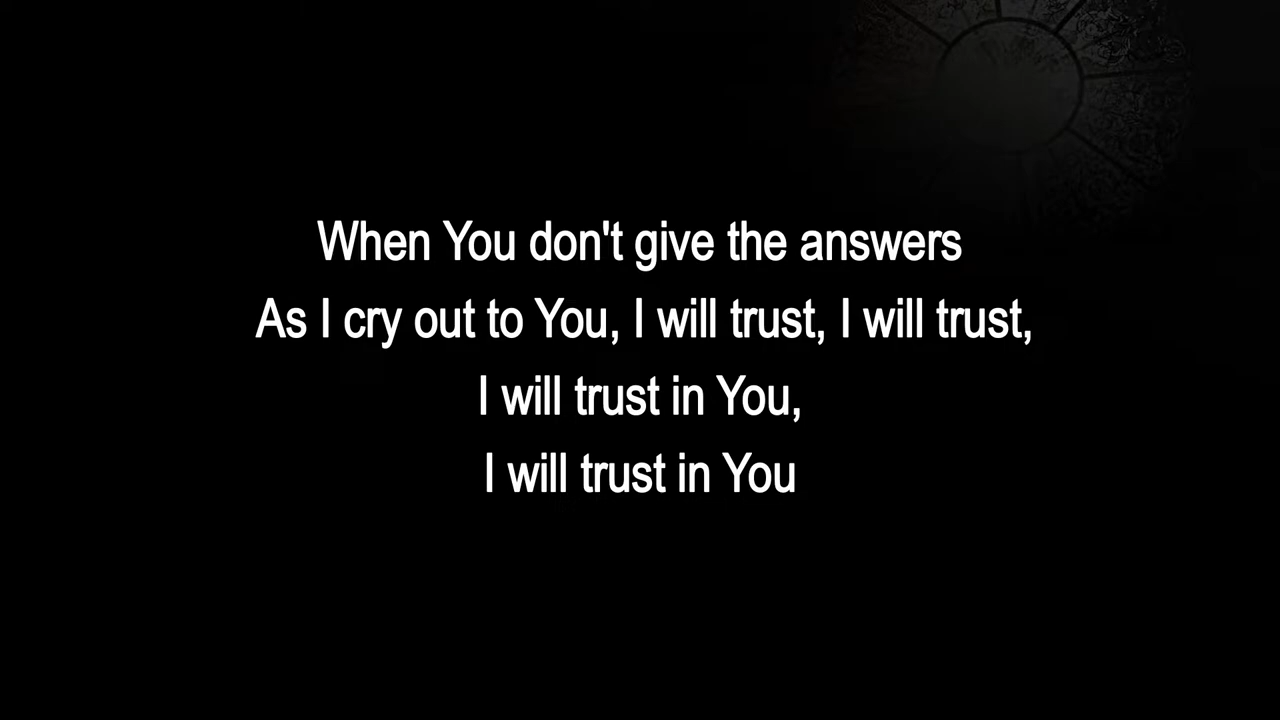 When You don't give the answers
As I cry out to You, I will trust, I will trust,
I will trust in You,
I will trust in You